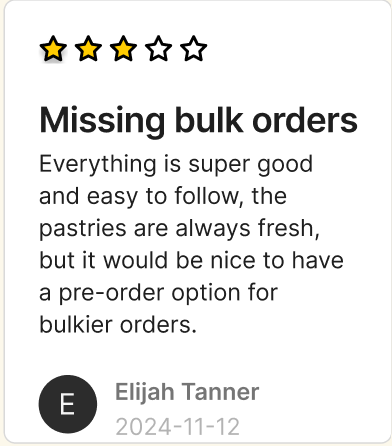 Missing bulk orders
Everything is super good
and easy to follow, the
pastries are always fresh,
but it would be nice to have
a pre-order option for
bulkier orders.
E
Elijah Tanner
2024-11-12